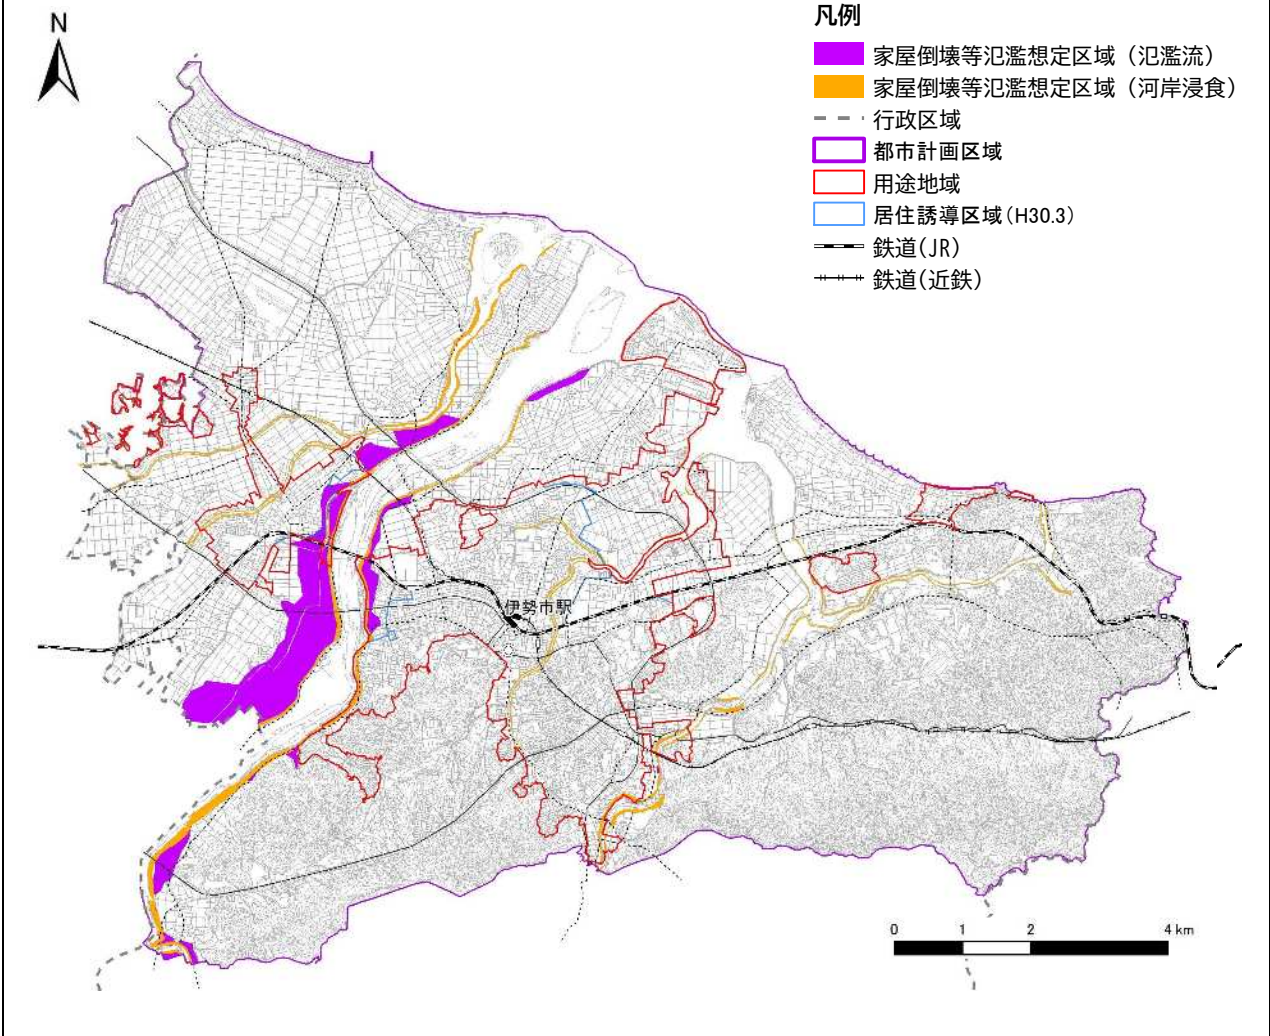 N
凡例
家屋倒壊等氾濫想定区域（氾濫流）
家屋倒壊等氾濫想定区域（河岸浸食）
行政区域
都市計画区域
用途地域
居住誘導区域(H30.3)
鉄道(JR)
鉄道(近鉄)
伊勢市駅
0 1 2 4 km